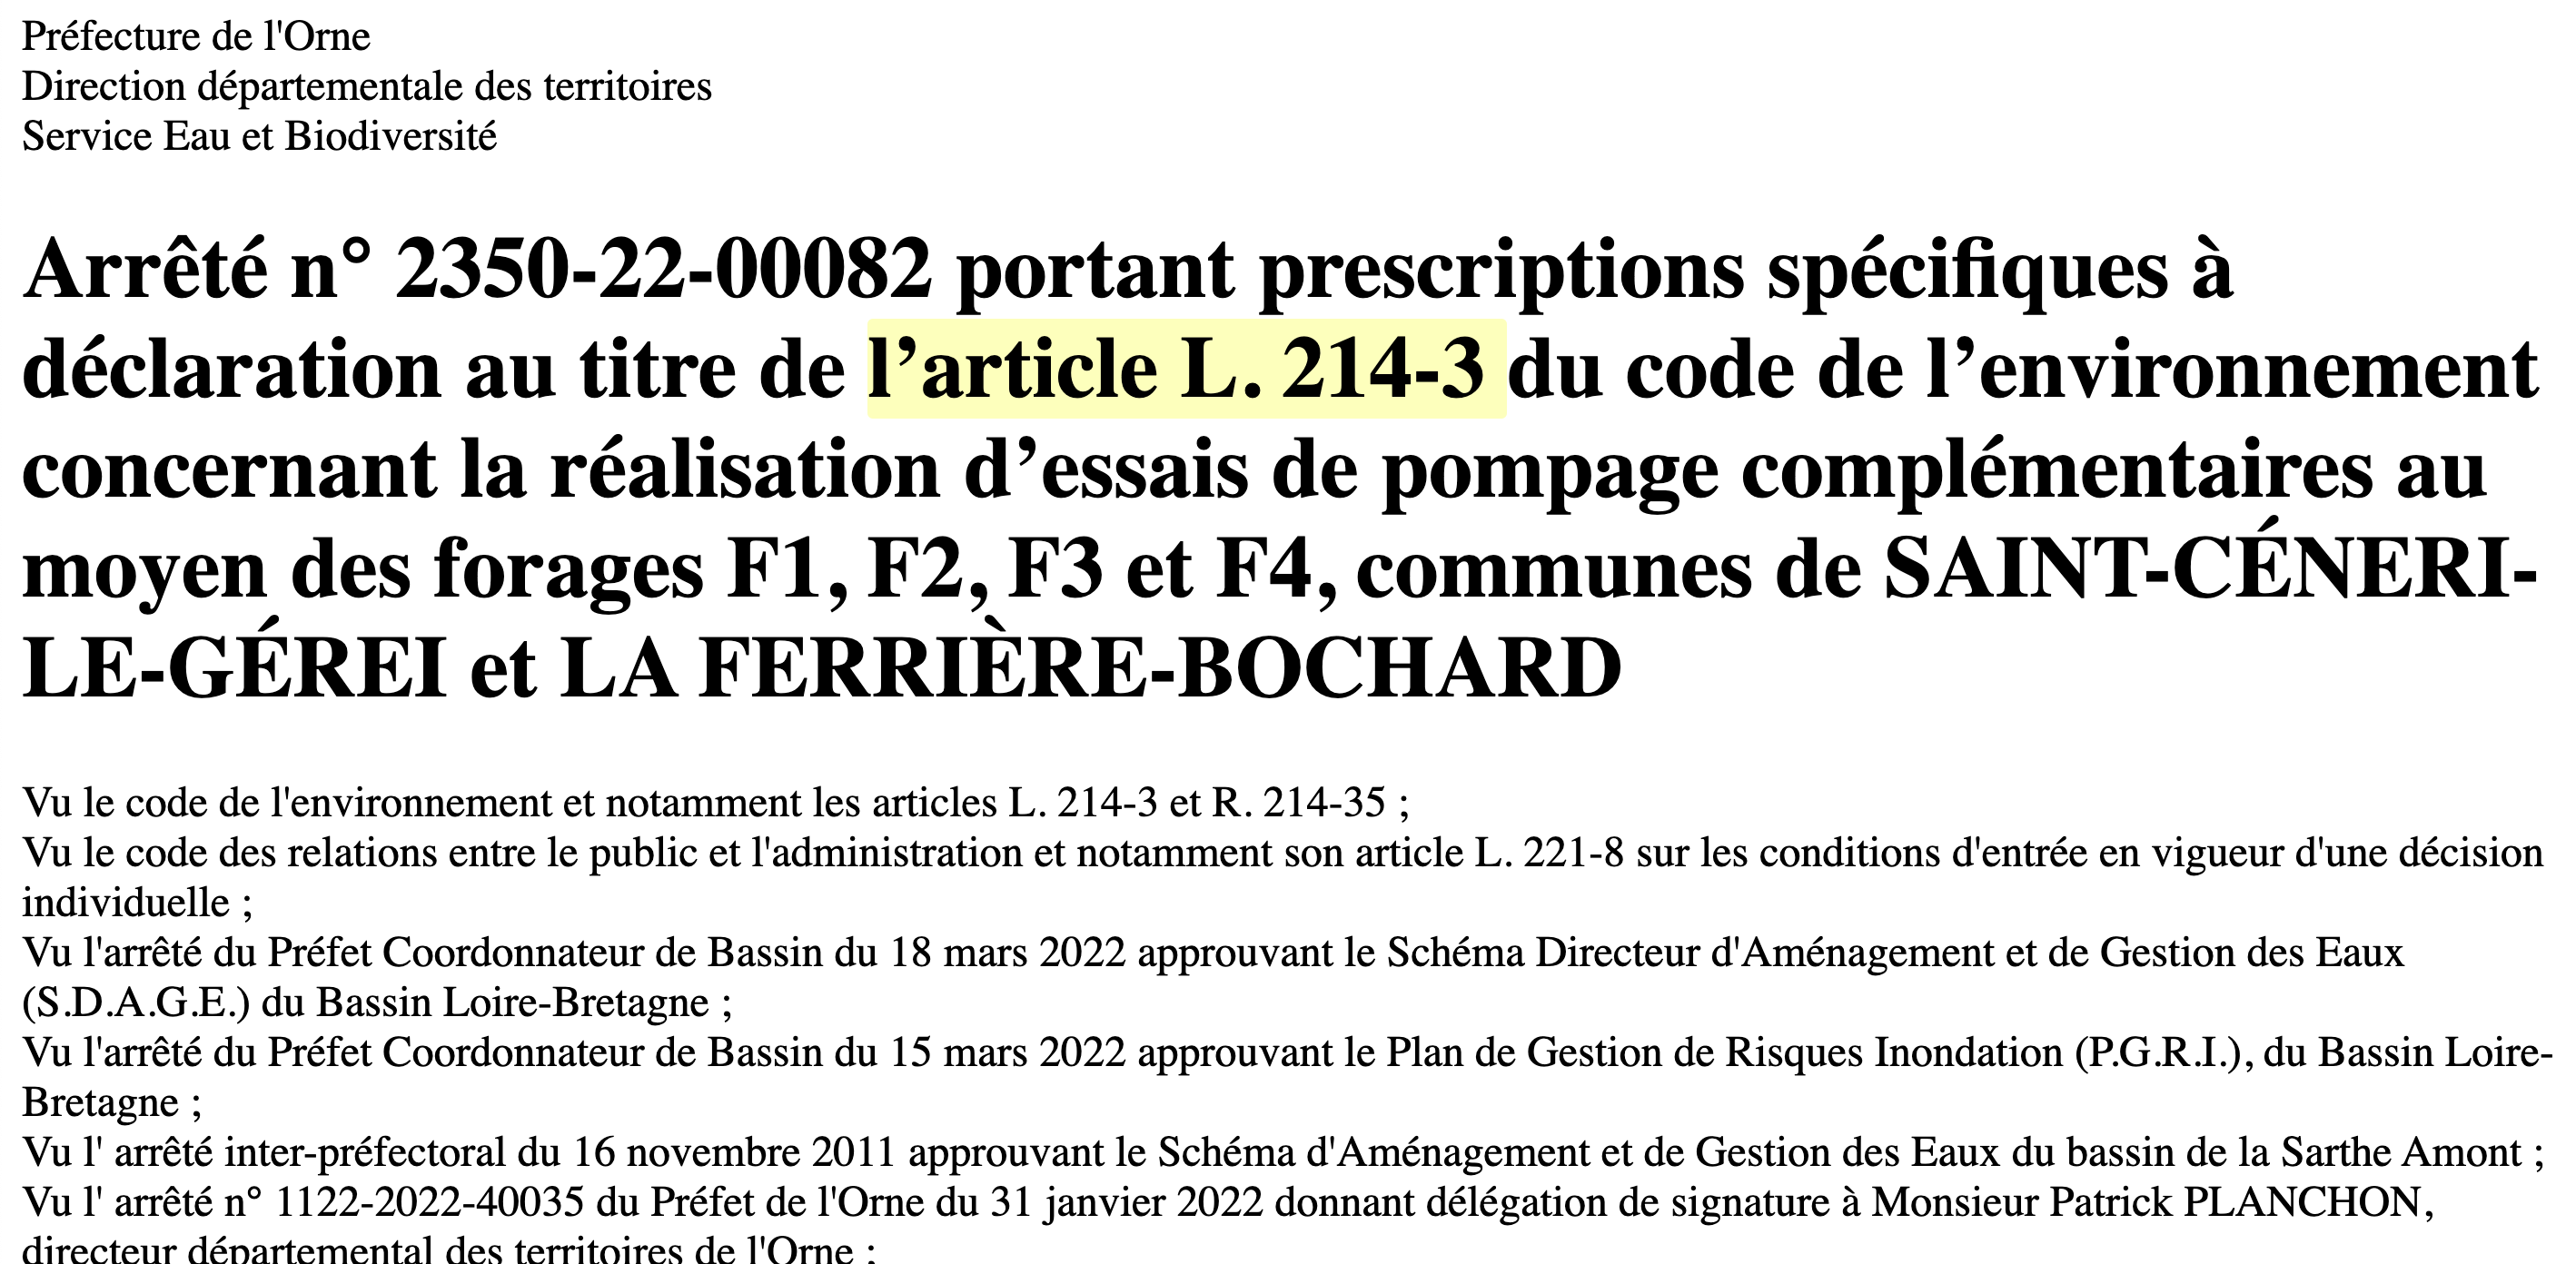 Préfecture de l'Orne
Direction départementale des territoires
Service Eau et Biodiversité
Arrêté n° 2350-22-00082 portant prescriptions spécifiques à
déclaration au titre de l’article L. 214-3 du code de l’environnement
concernant la réalisation d’essais de pompage complémentaires au
moyen des forages F1, F2, F3 et F4, communes de SAINT-CÉNERI-
LE-GÉREI et LA FERRIÈRE-BOCHARD
Vu le code de l'environnement et notamment les articles L. 214-3 et R. 214-35 ;
Vu le code des relations entre le public et l'administration et notamment son article L. 221-8 sur les conditions d'entrée en vigueur d'une décision
individuelle ;
Vu l'arrêté du Préfet Coordonnateur de Bassin du 18 mars 2022 approuvant le Schéma Directeur d'Aménagement et de Gestion des Eaux
(S.D.A.G.E.) du Bassin Loire-Bretagne ;
Vu l'arrêté du Préfet Coordonnateur de Bassin du 15 mars 2022 approuvant le Plan de Gestion de Risques Inondation (P.G.R.I.), du Bassin Loire-
Bretagne ;
Vu l' arrêté inter-préfectoral du 16 novembre 2011 approuvant le Schéma d'Aménagement et de Gestion des Eaux du bassin de la Sarthe Amont ;
Vu l' arrêté n° 1122-2022-40035 du Préfet de l'Orne du 31 janvier 2022 donnant délégation de signature à Monsieur Patrick PLANCHON,
directeur départemental des territoires de l'Orne ;